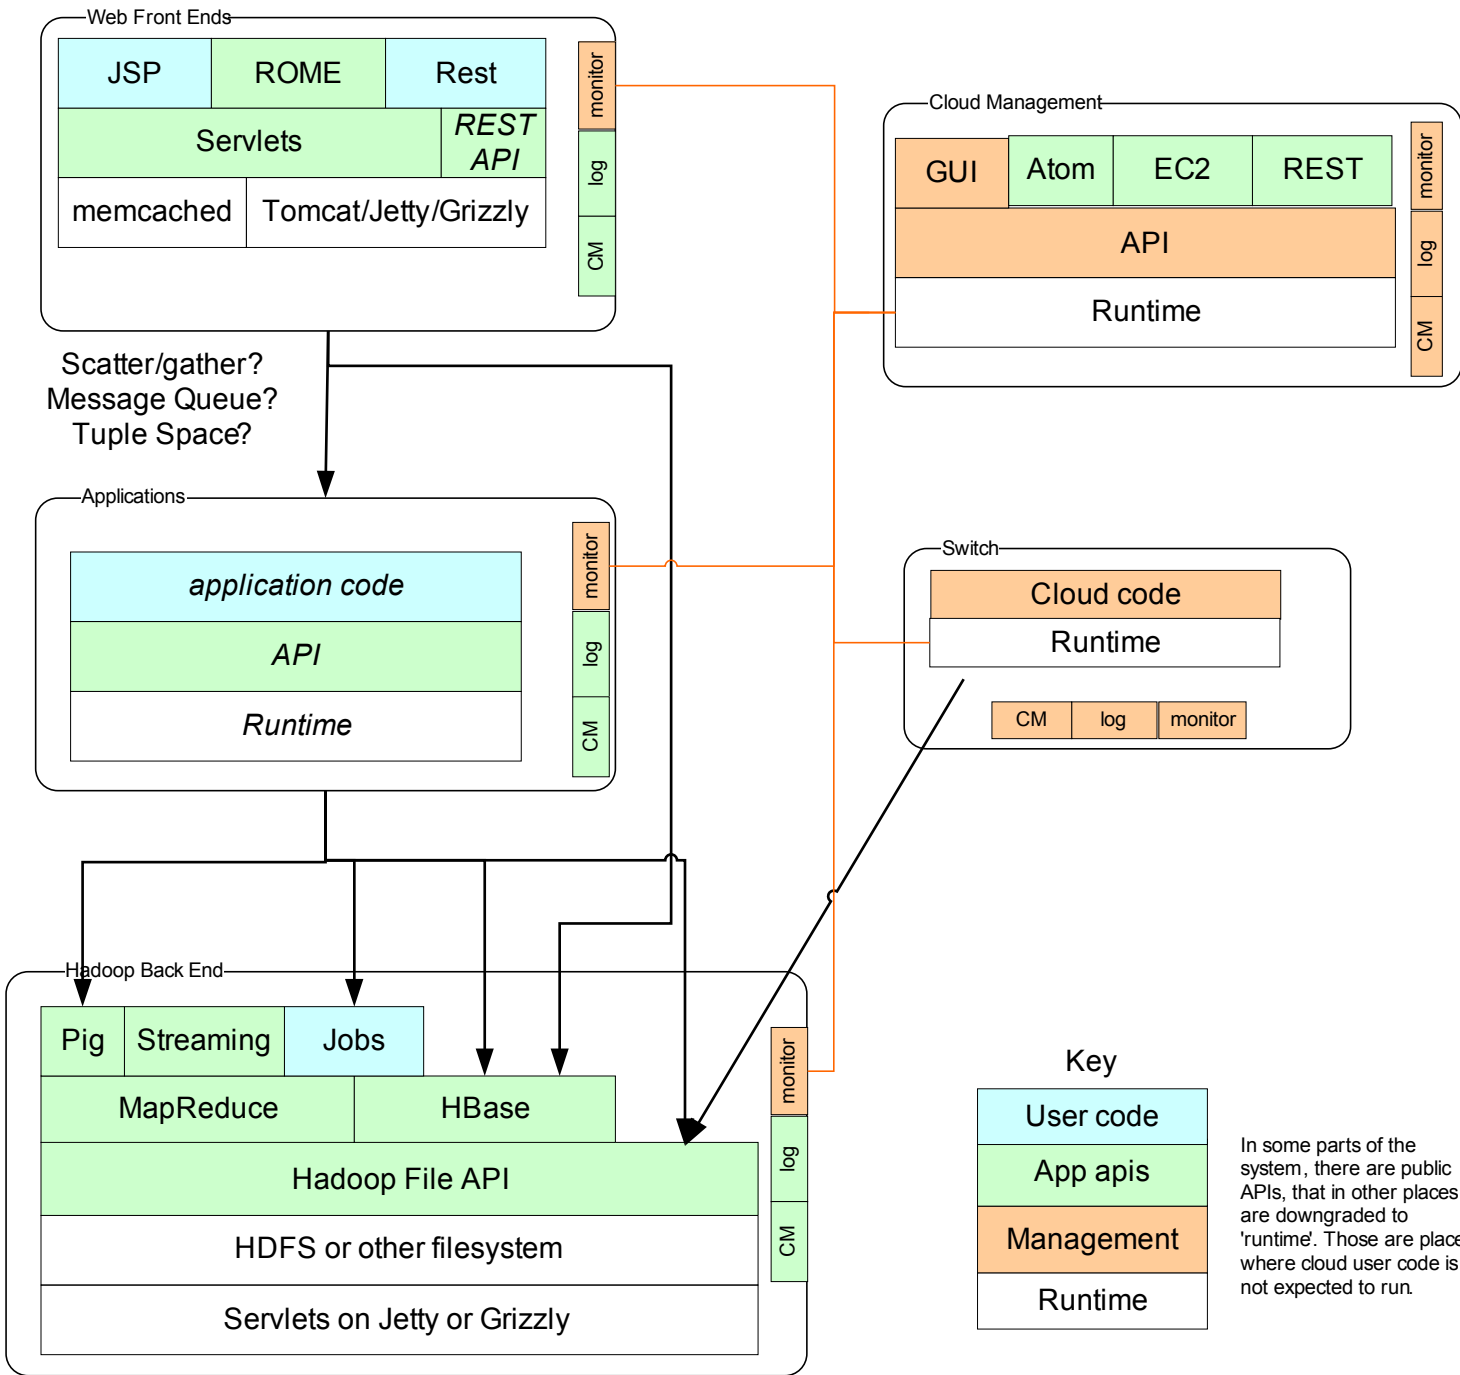 Web Front Ends
JSP
ROME
Rest
Servlets
REST
API
memcached
Tomcat/Jetty/Grizzly
monitor
log
CM
Cloud Management
GUI
Atom
EC2
REST
API
Runtime
monitor
log
CM
Scatter/gather?
Message Queue?
Tuple Space?
Applications
application code
API
Runtime
monitor
log
CM
Switch
Cloud code
Runtime
CM
log
monitor
Hadoop Back End
Pig
Streaming
Jobs
MapReduce
HBase
Hadoop File API
HDFS or other filesystem
Servlets on Jetty or Grizzly
monitor
log
CM
Key
User code
App apis
Management
Runtime
In some parts of the
system, there are public
APIs, that in other places
are downgraded to
'runtime'. Those are place
where cloud user code is
not expected to run.